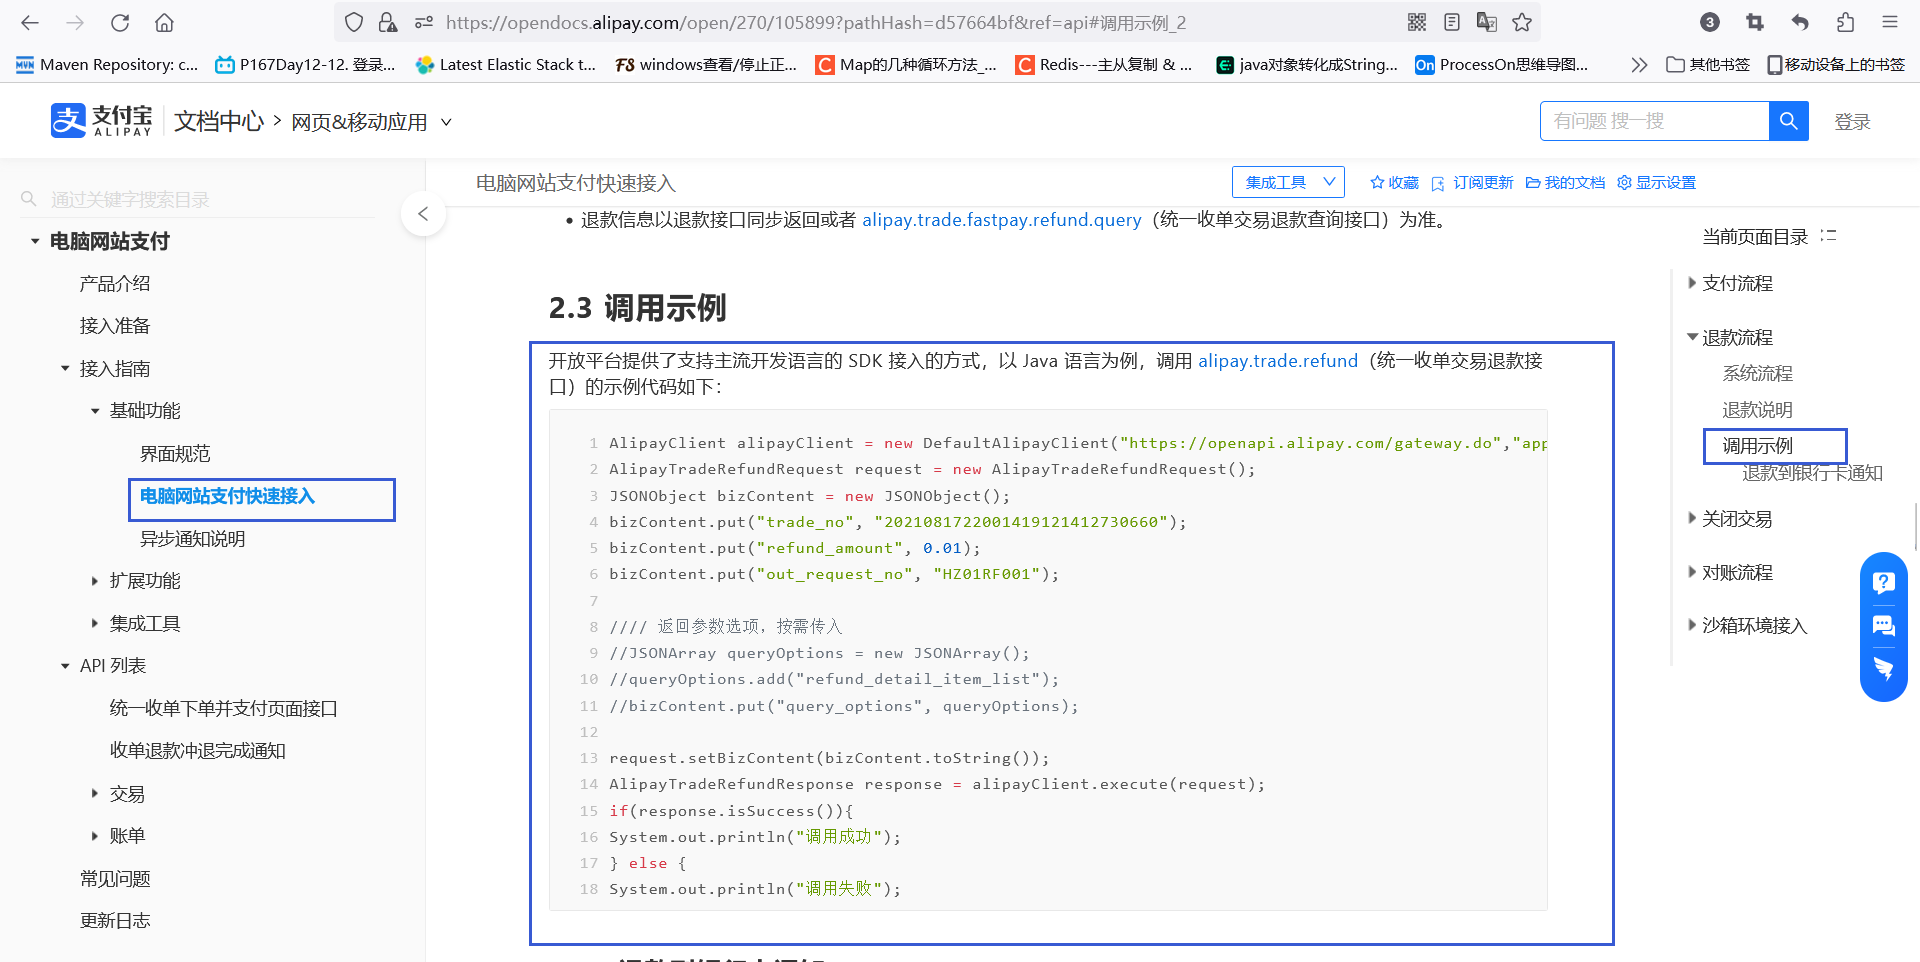 https://opendocs.alipay.com/open/270/105899?pathHash=d57664bf&ref=api#调用示例_2
3
Maven Repository: c...
P167Day12-12. 登录...
Latest Elastic Stack t...
windows查看/停止正...
Map的几种循环方法_...
Redis---主从复制 & ...
java对象转化成String...
ProcessOn思维导图...
其他书签
移动设备上的书签
支付宝
ALIPAY
文档中心 > 网页&移动应用
有问题 搜一搜
登录
通过关键字搜索目录
电脑网站支付
产品介绍
接入准备
接入指南
基础功能
界面规范
电脑网站支付快速接入
异步通知说明
扩展功能
集成工具
API 列表
统一收单下单并支付页面接口
收单退款冲退完成通知
交易
账单
常见问题
更新日志
电脑网站支付快速接入
集成工具
收藏
订阅更新
我的文档
显示设置
• 退款信息以退款接口同步返回或者 alipay.trade.fastpay.refund.query（统一收单交易退款查询接口）为准。
2.3 调用示例
开放平台提供了支持主流开发语言的 SDK 接入的方式，以 Java 语言为例，调用 alipay.trade.refund（统一收单交易退款接
口）的示例代码如下：
1 AlipayClient alipayClient = new DefaultAlipayClient("https://openapi.alipay.com/gateway.do","app
2 AlipayTradeRefundRequest request = new AlipayTradeRefundRequest();
3 JSONObject bizContent = new JSONObject();
4 bizContent.put("trade_no", "2021081722001419121412730660");
5 bizContent.put("refund_amount", 0.01);
6 bizContent.put("out_request_no", "HZ01RF001");
7
8 //// 返回参数选项，按需传入
9 //JSONArray queryOptions = new JSONArray();
10 //queryOptions.add("refund_detail_item_list");
11 //bizContent.put("query_options", queryOptions);
12
13 request.setBizContent(bizContent.toString());
14 AlipayTradeRefundResponse response = alipayClient.execute(request);
15 if(response.isSuccess()){
16 System.out.println("调用成功");
17 } else {
18 System.out.println("调用失败");
当前页面目录
支付流程
退款流程
系统流程
退款说明
调用示例
退款到银行卡通知
关闭交易
对账流程
沙箱环境接入